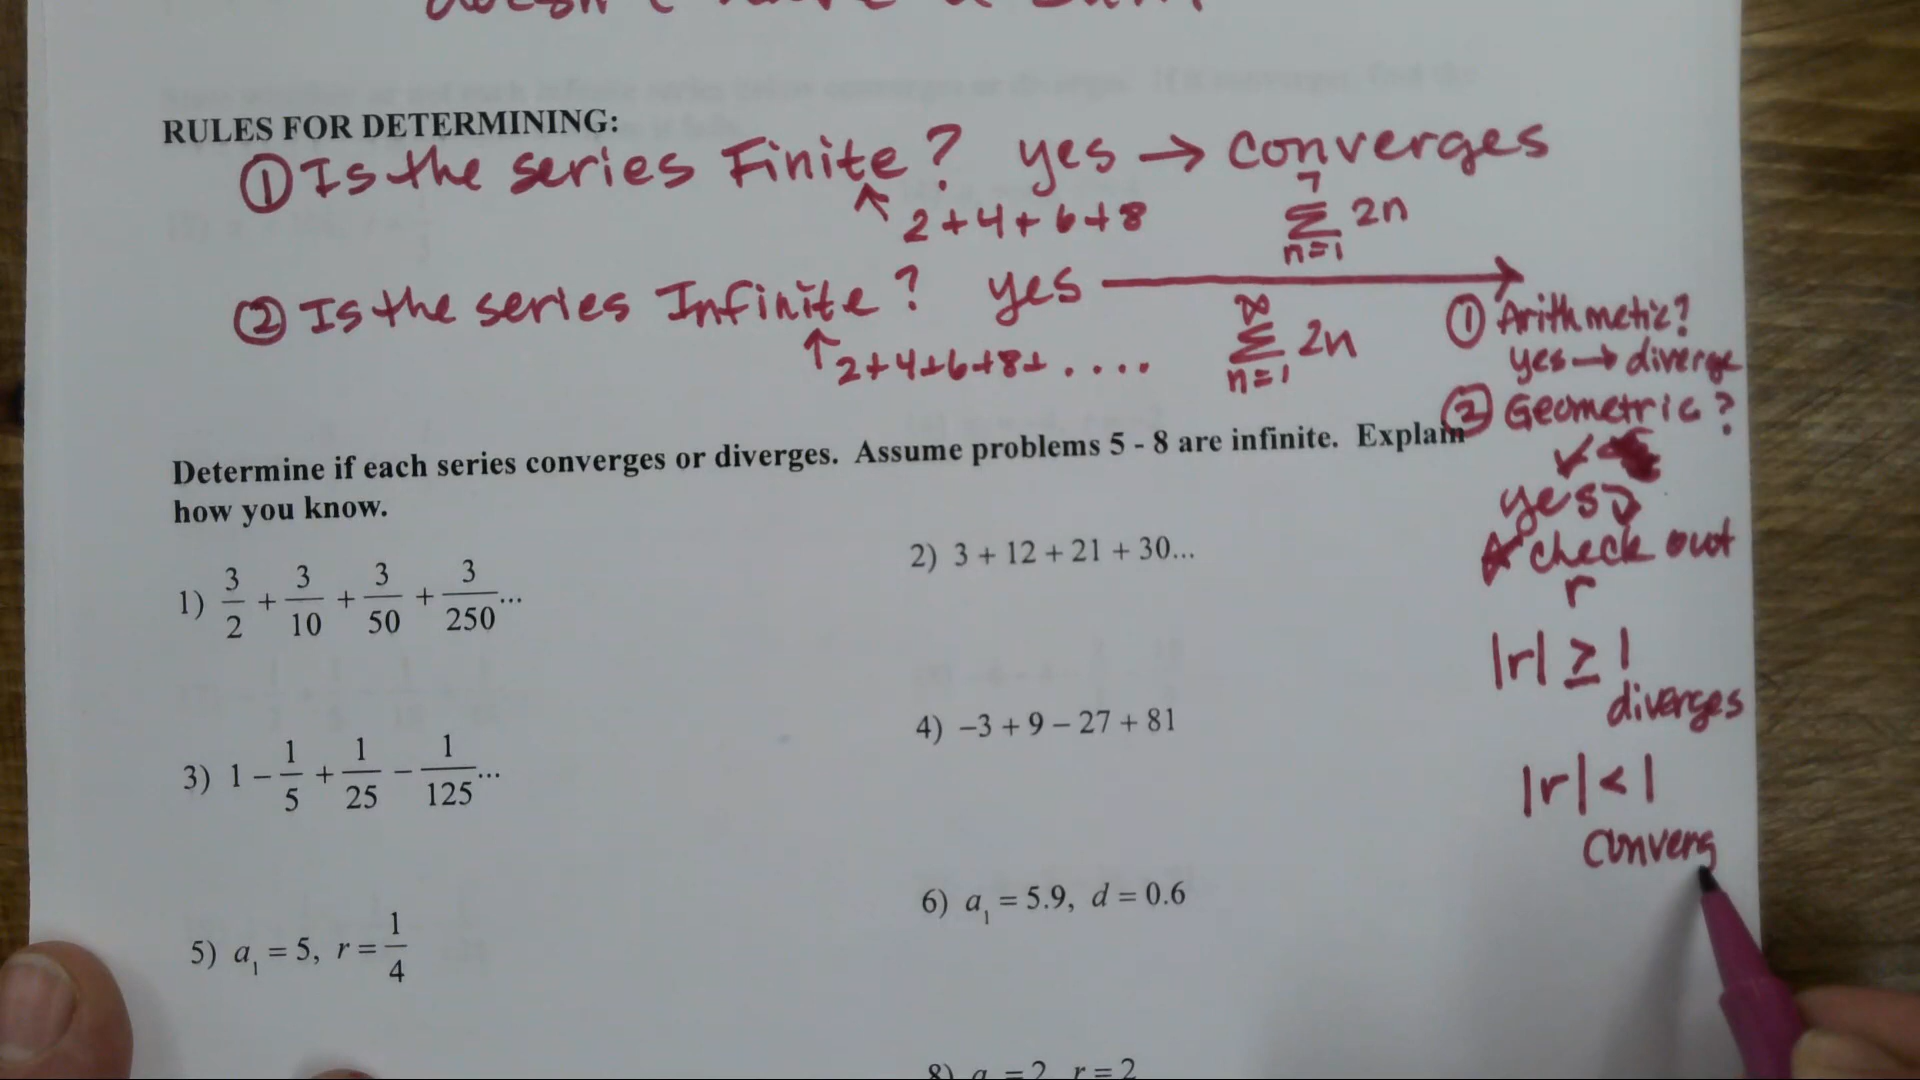 RULES FOR DETERMINING:
① Is the series Finite? yes → converges
2+4+6+8
7
Σ 2n
n=1
② Is the series Infinite? yes →
2+4+6+8+ ....
∞
Σ 2n
n=1
① Arithmetic?
yes → diverge
② Geometric?
yes
check out
r
|r| ≥ 1
diverges
|r| < 1
converg
Determine if each series converges or diverges. Assume problems 5 - 8 are infinite. Explain
how you know.
1) 3/2 + 3/10 + 3/50 + 3/250 ...
2) 3 + 12 + 21 + 30...
3) 1 − 1/5 + 1/25 − 1/125 ...
4) −3 + 9 − 27 + 81
5) a₁ = 5, r = 1/4
6) a₁ = 5.9, d = 0.6
8) a = 2 r = 2